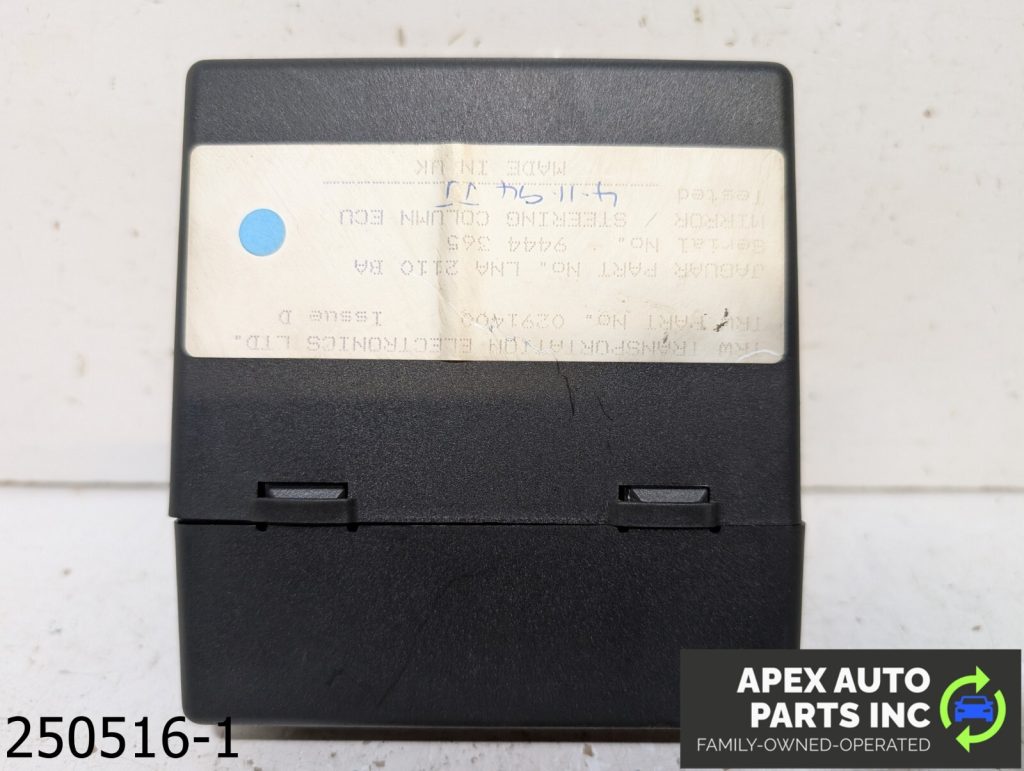 TRW TRANSPORTATION ELECTRONICS LTD.
TRW PART No. 0291400 Issue D
JAGUAR PART No. LNA 2110 BA
Serial No. 9444 365
MIRROR / STEERING COLUMN ECU
Tested 4.11.94 JJ
MADE IN UK
250516-1
APEX AUTO
PARTS INC
FAMILY-OWNED-OPERATED